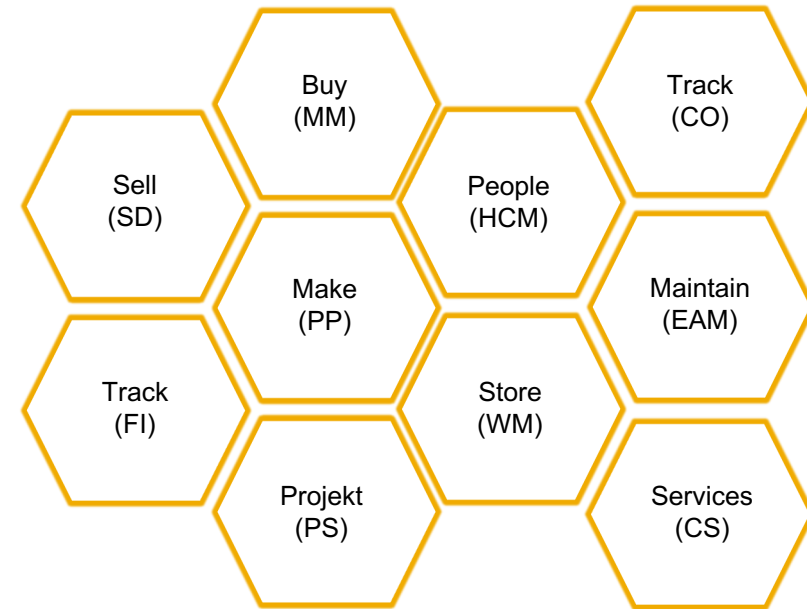 Buy
(MM)
Track
(CO)
Sell
(SD)
People
(HCM)
Make
(PP)
Maintain
(EAM)
Track
(FI)
Store
(WM)
Projekt
(PS)
Services
(CS)